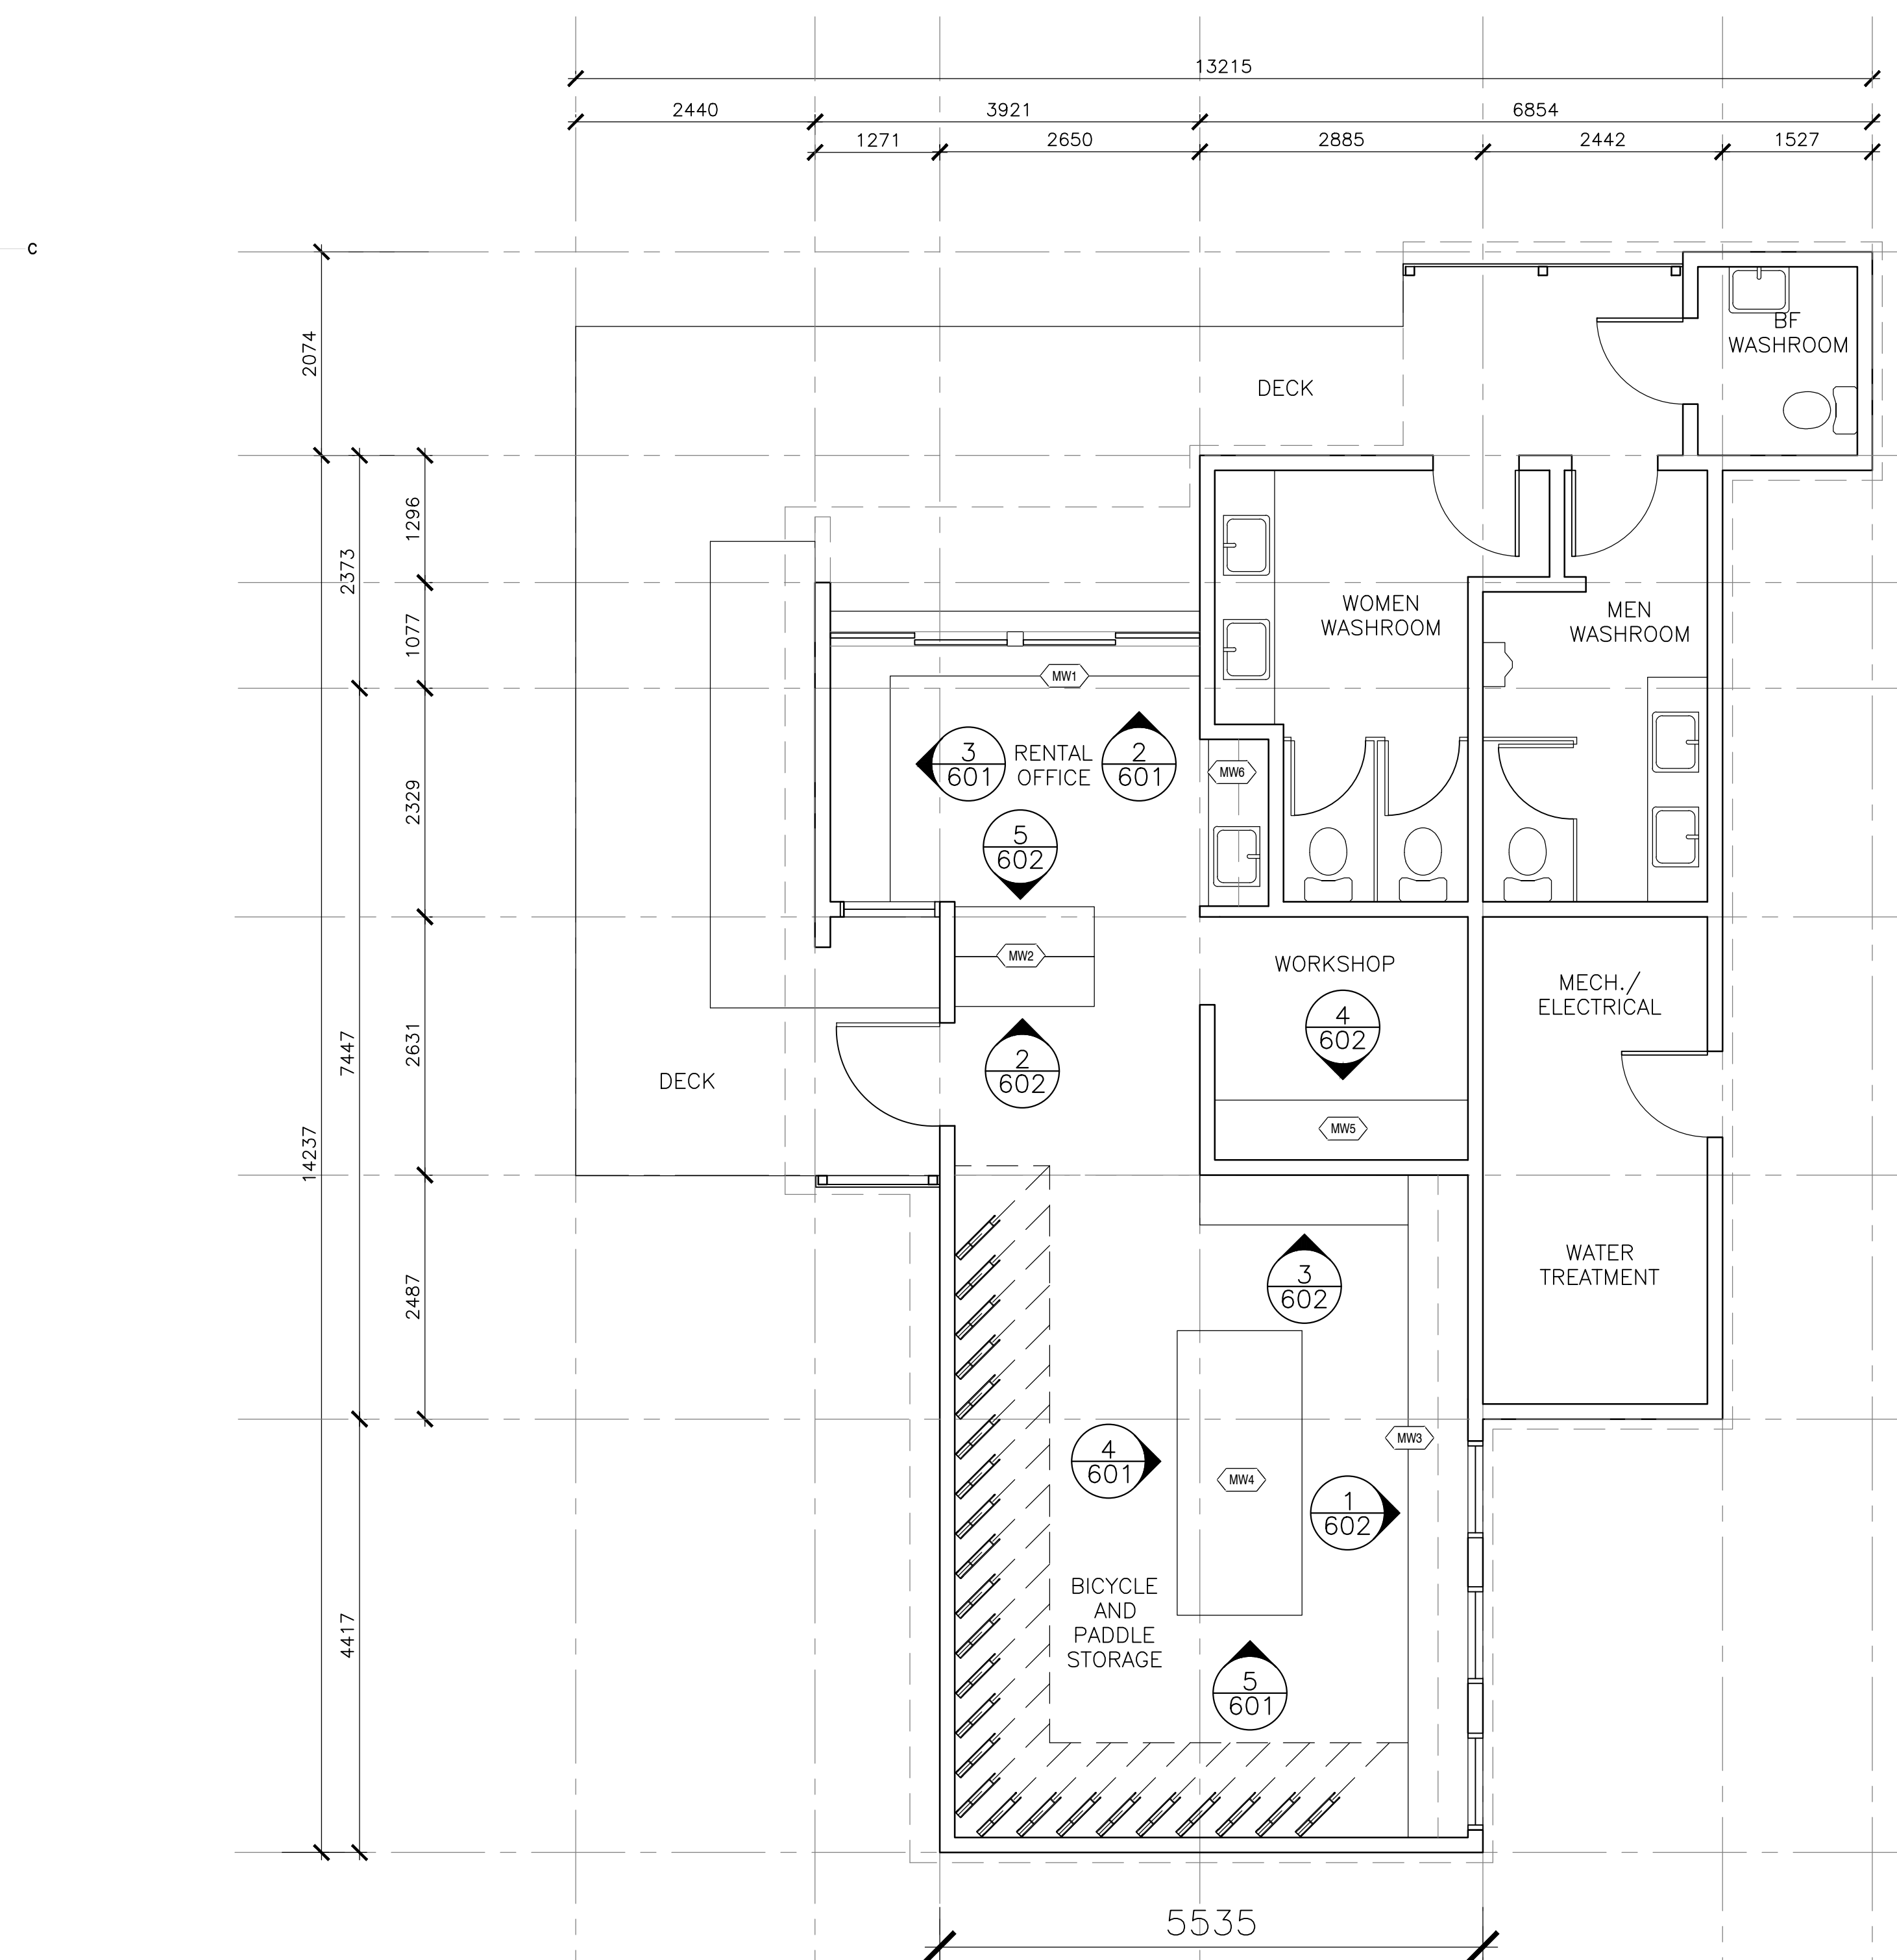 13215
2440
3921
6854
1271
2650
2885
2442
1527
C
2074
BF
WASHROOM
DECK
1296
2373
WOMEN
WASHROOM
MEN
WASHROOM
1077
MW1
3
601
RENTAL
OFFICE
2
601
MW6
2329
5
602
MW2
WORKSHOP
MECH./
ELECTRICAL
4
602
2631
7447
2
602
DECK
MW5
14237
WATER
TREATMENT
3
602
2487
4
601
MW3
MW4
1
602
BICYCLE
AND
PADDLE
STORAGE
4417
5
601
5535